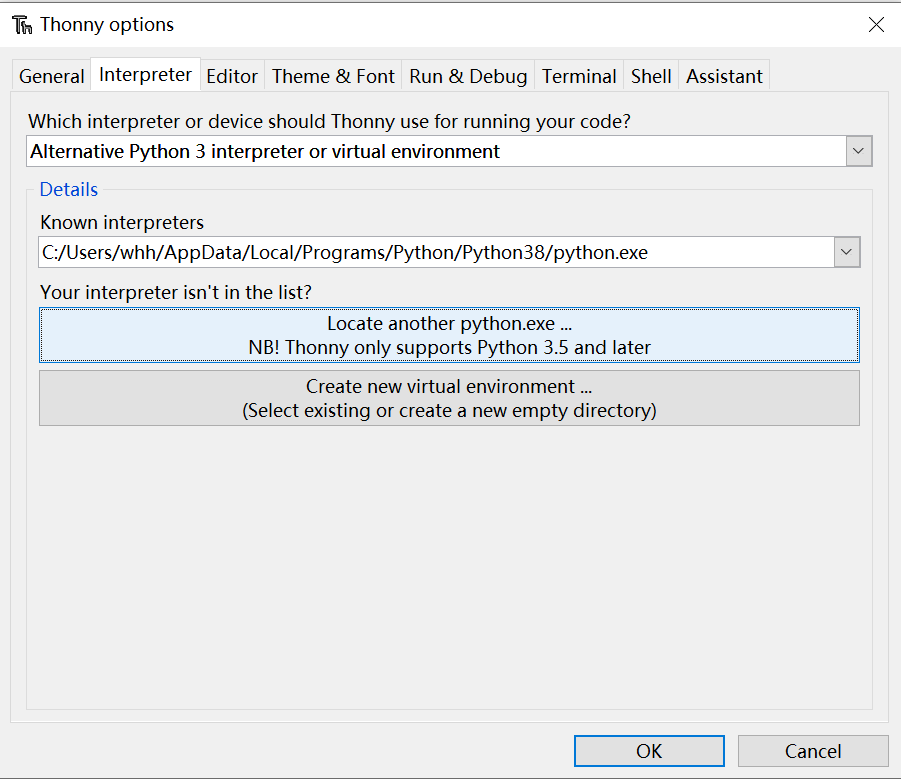 Thonny options
General Interpreter Editor Theme & Font Run & Debug Terminal Shell Assistant
Which interpreter or device should Thonny use for running your code?
Alternative Python 3 interpreter or virtual environment
Details
Known interpreters
C:/Users/whh/AppData/Local/Programs/Python/Python38/python.exe
Your interpreter isn't in the list?
Locate another python.exe ...
NB! Thonny only supports Python 3.5 and later
Create new virtual environment ...
(Select existing or create a new empty directory)
OK Cancel